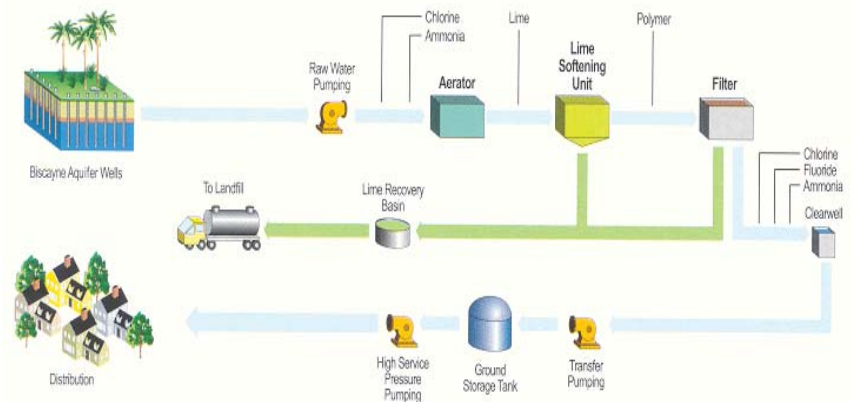 Chlorine
Ammonia
Lime
Polymer
Raw Water
Pumping
Aerator
Lime
Softening
Unit
Filter
Biscayne Aquifer Wells
Chlorine
Fluoride
Ammonia
Clearwell
To Landfill
Lime Recovery
Basin
Distribution
High Service
Pressure
Pumping
Ground
Storage Tank
Transfer
Pumping